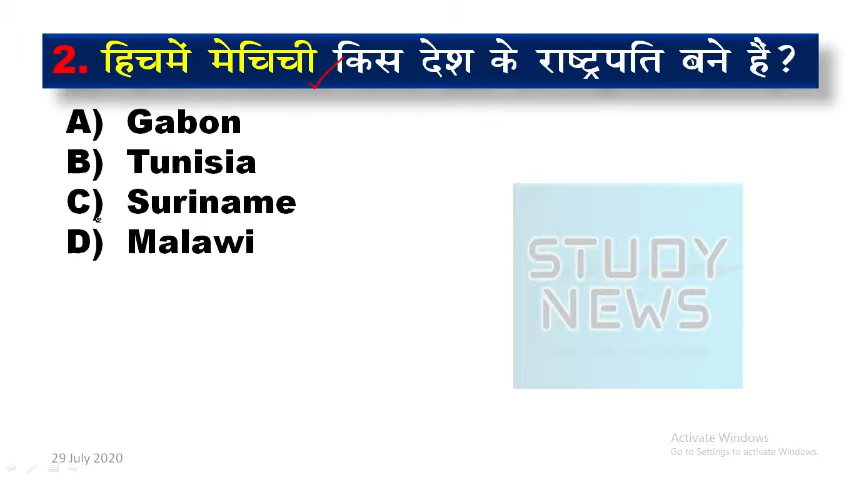 2. हिचमें मेचिची किस देश के राष्ट्रपति बने हैं?
A) Gabon
B) Tunisia
C) Suriname
D) Malawi
STUDY
NEWS
Activate Windows
Go to Settings to activate Windows.
29 July 2020